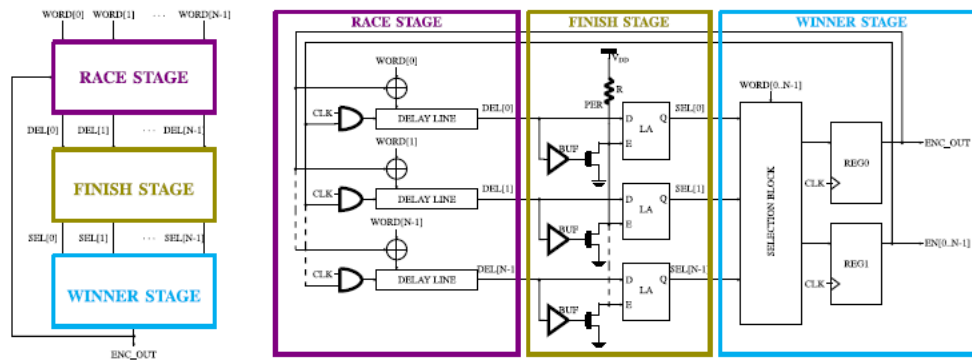 WORD[0] WORD[1] ... WORD[N-1]
RACE STAGE
DEL[0] DEL[1] ... DEL[N-1]
FINISH STAGE
SEL[0] SEL[1] ... SEL[N-1]
WINNER STAGE
ENC_OUT
RACE STAGE
WORD[0]
CLK
DELAY LINE
DEL[0]
WORD[1]
CLK
DELAY LINE
DEL[1]
WORD[N-1]
CLK
DELAY LINE
DEL[N-1
FINISH STAGE
VDD
R
PER
D Q
LA
E
SEL[0]
BUF
D Q
LA
E
SEL[1]
BUF
D Q
LA
E
SEL[N-1]
BUF
WINNER STAGE
WORD[0..N-1]
SELECTION BLOCK
REG0
CLK
ENC_OUT
REG1
CLK
EN[0..N-1]